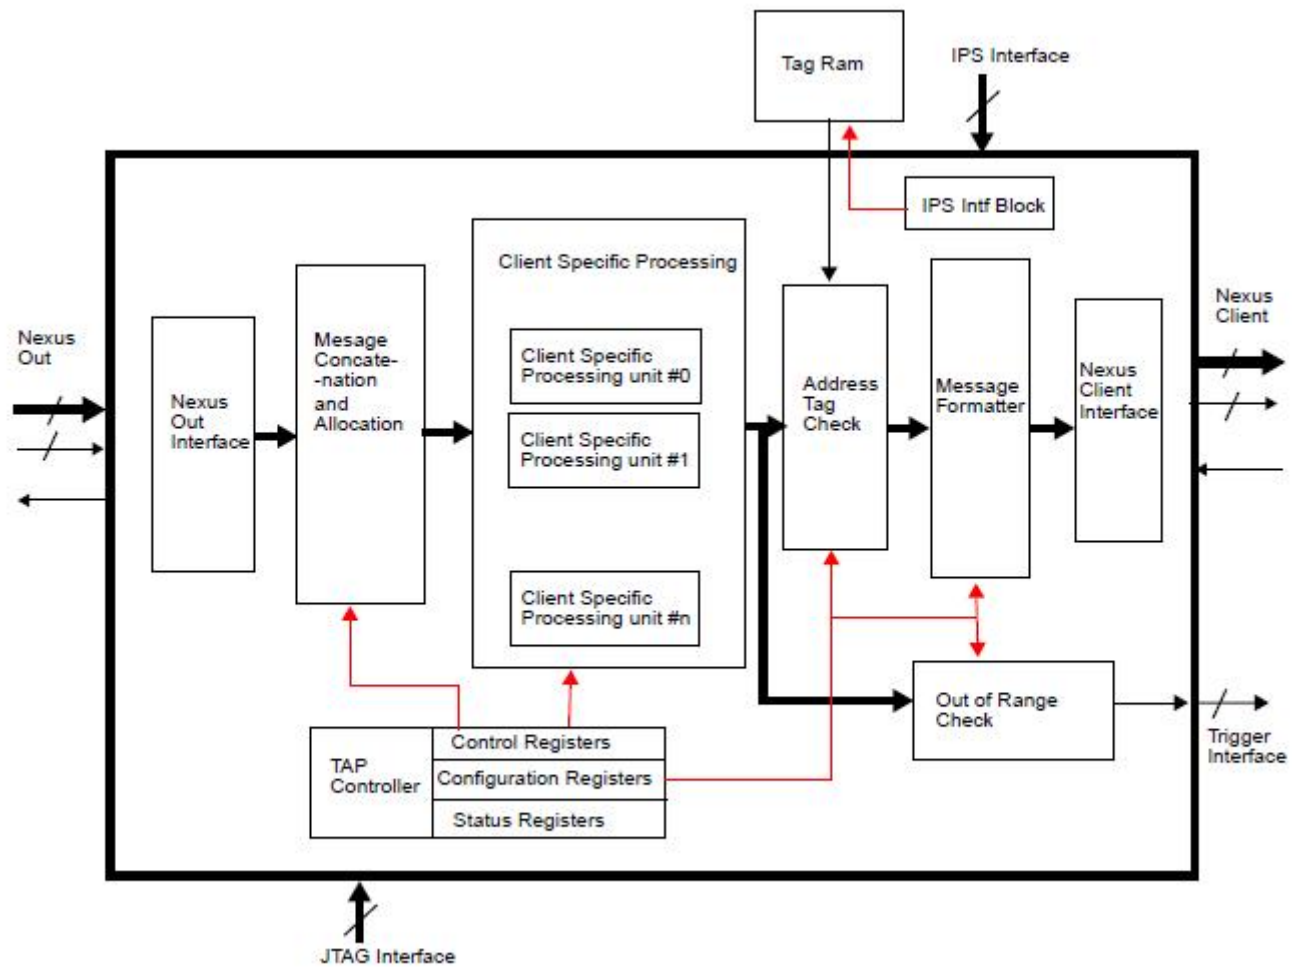 Tag Ram
IPS Interface
IPS Intf Block
Client Specific Processing
Nexus
Out
Nexus
Client
Mesage
Concate-
-nation
and
Allocation
Client Specific
Processing unit #0
Nexus
Out
Interface
Client Specific
Processing unit #1
Address
Tag
Check
Message
Formatter
Nexus
Client
Interface
Client Specific
Processing unit #n
Out of Range
Check
Trigger
Interface
TAP
Controller
Control Registers
Configuration Registers
Status Registers
JTAG Interface